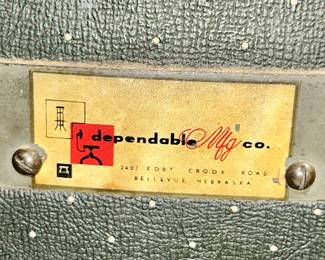 dependable Mfg co.
2407 FORT CROOK ROAD
BELLEVUE, NEBRASKA